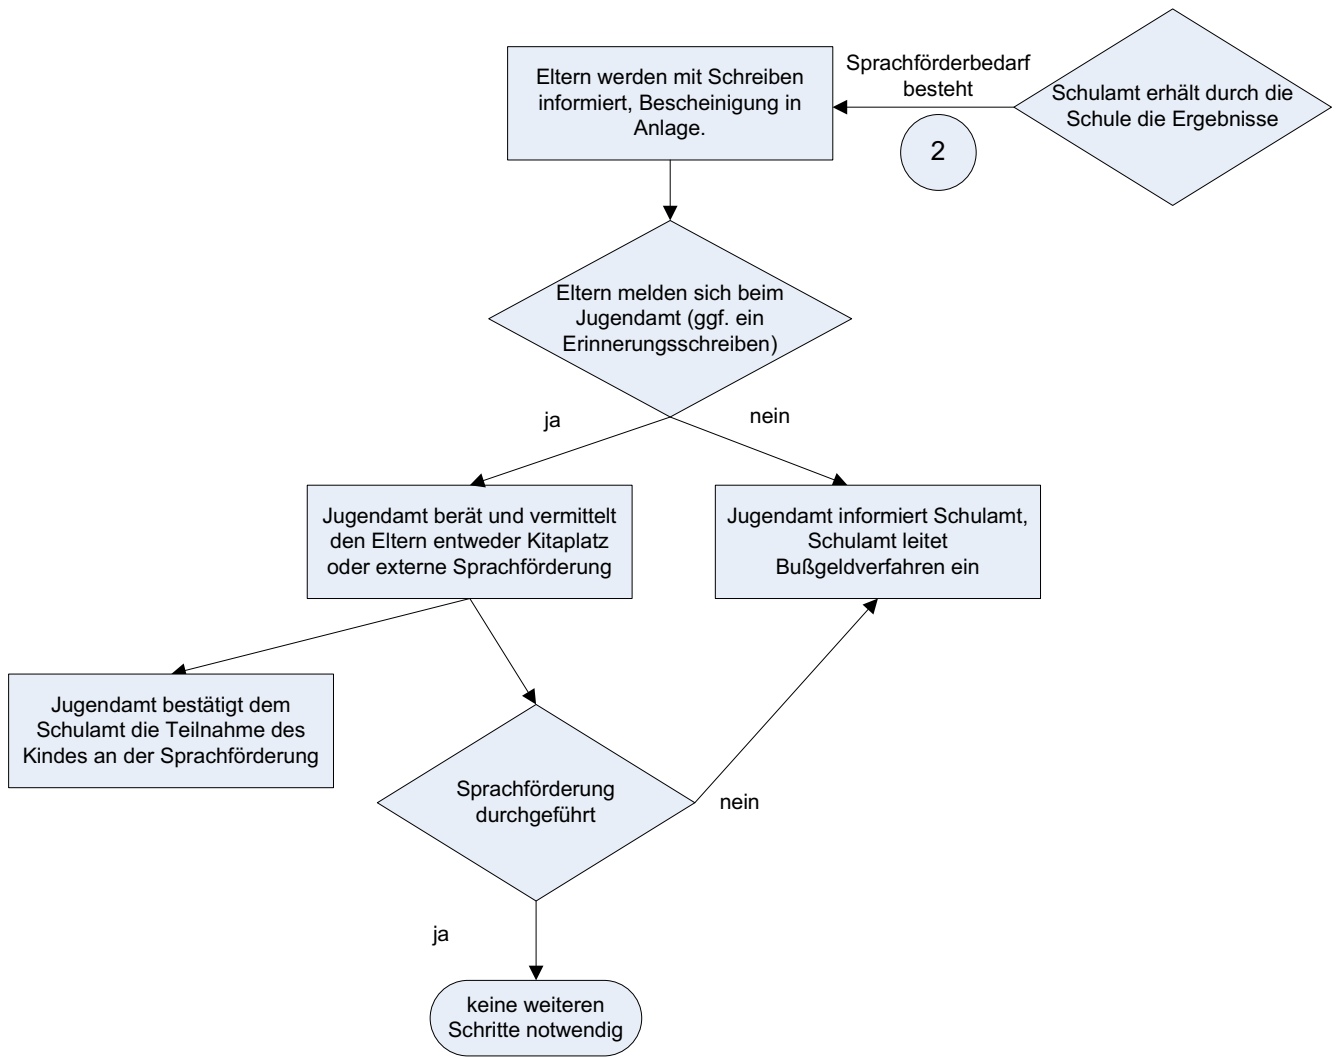 Eltern werden mit Schreiben
informiert, Bescheinigung in
Anlage.
Sprachförderbedarf
besteht
2
Schulamt erhält durch die
Schule die Ergebnisse
Eltern melden sich beim
Jugendamt (ggf. ein
Erinnerungsschreiben)
ja
nein
Jugendamt berät und vermittelt
den Eltern entweder Kitaplatz
oder externe Sprachförderung
Jugendamt informiert Schulamt,
Schulamt leitet
Bußgeldverfahren ein
Jugendamt bestätigt dem
Schulamt die Teilnahme des
Kindes an der Sprachförderung
Sprachförderung
durchgeführt
nein
ja
keine weiteren
Schritte notwendig